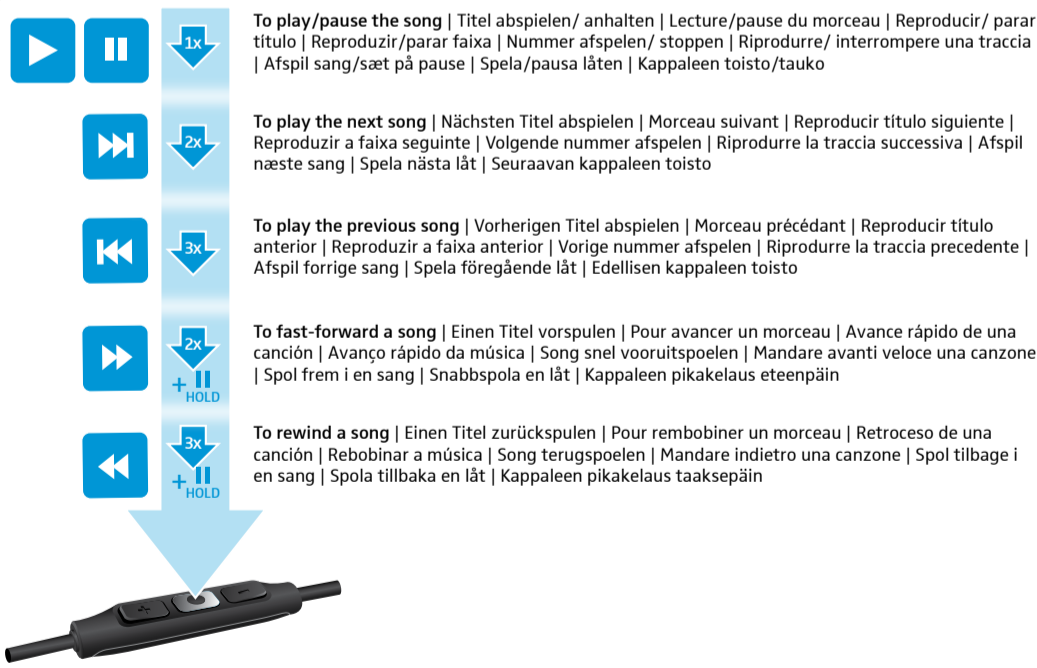 1x
To play/pause the song | Titel abspielen/ anhalten | Lecture/pause du morceau | Reproducir/ parar
título | Reproduzir/parar faixa | Nummer afspelen/ stoppen | Riprodurre/ interrompere una traccia
| Afspil sang/sæt på pause | Spela/pausa låten | Kappaleen toisto/tauko
2x
To play the next song | Nächsten Titel abspielen | Morceau suivant | Reproducir título siguiente |
Reproduzir a faixa seguinte | Volgende nummer afspelen | Riprodurre la traccia successiva | Afspil
næste sang | Spela nästa låt | Seuraavan kappaleen toisto
3x
To play the previous song | Vorherigen Titel abspielen | Morceau précédant | Reproducir título
anterior | Reproduzir a faixa anterior | Vorige nummer afspelen | Riprodurre la traccia precedente |
Afspil forrige sang | Spela föregående låt | Edellisen kappaleen toisto
2x
+
HOLD
To fast-forward a song | Einen Titel vorspulen | Pour avancer un morceau | Avance rápido de una
canción | Avanço rápido da música | Song snel vooruitspoelen | Mandare avanti veloce una canzone
| Spol frem i en sang | Snabbspola en låt | Kappaleen pikakelaus eteenpäin
3x
+
HOLD
To rewind a song | Einen Titel zurückspulen | Pour rembobiner un morceau | Retroceso de una
canción | Rebobinar a música | Song terugspoelen | Mandare indietro una canzone | Spol tilbage i
en sang | Spola tillbaka en låt | Kappaleen pikakelaus taaksepäin
+ −